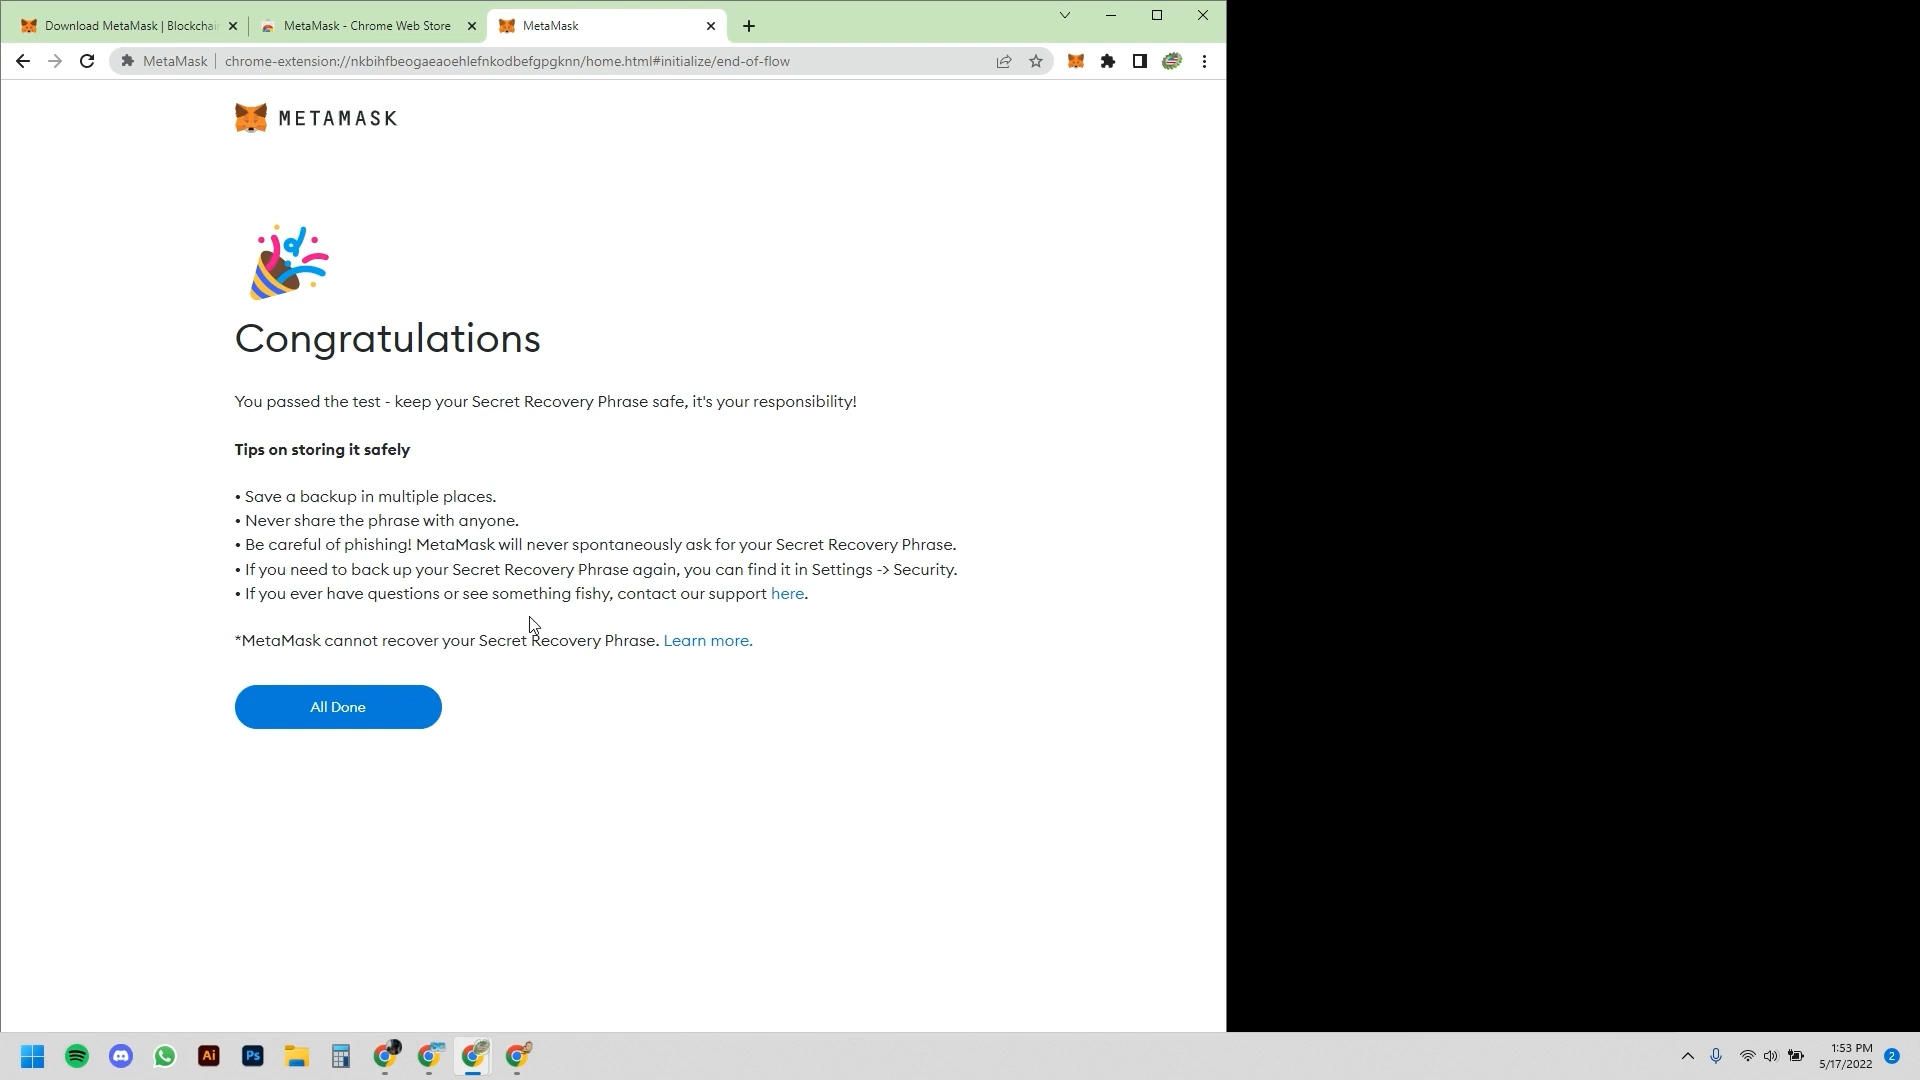 Download MetaMask | Blockchai
MetaMask - Chrome Web Store
MetaMask
MetaMask
chrome-extension://nkbihfbeogaeaoehlefnkodbefgpgknn/home.html#initialize/end-of-flow
METAMASK
Congratulations
You passed the test - keep your Secret Recovery Phrase safe, it's your responsibility!
Tips on storing it safely
• Save a backup in multiple places.
• Never share the phrase with anyone.
• Be careful of phishing! MetaMask will never spontaneously ask for your Secret Recovery Phrase.
• If you need to back up your Secret Recovery Phrase again, you can find it in Settings -> Security.
• If you ever have questions or see something fishy, contact our support here.
*MetaMask cannot recover your Secret Recovery Phrase. Learn more.
All Done
Ai
Ps
1:53 PM
5/17/2022
2